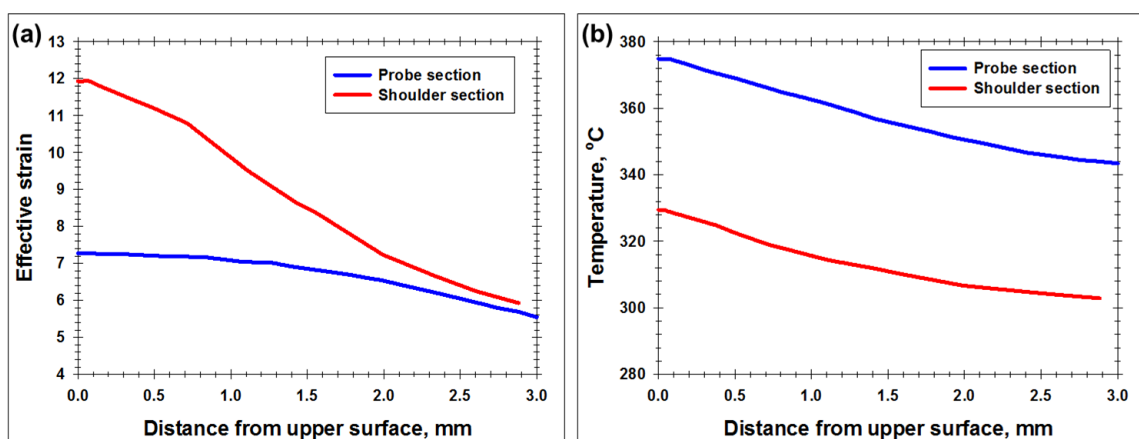 (a)
Effective strain
13
12
11
10
9
8
7
6
5
4
Probe section
Shoulder section
0.0 0.5 1.0 1.5 2.0 2.5 3.0
Distance from upper surface, mm
(b)
Temperature, ºC
380
360
340
320
300
280
Probe section
Shoulder section
0.0 0.5 1.0 1.5 2.0 2.5 3.0
Distance from upper surface, mm